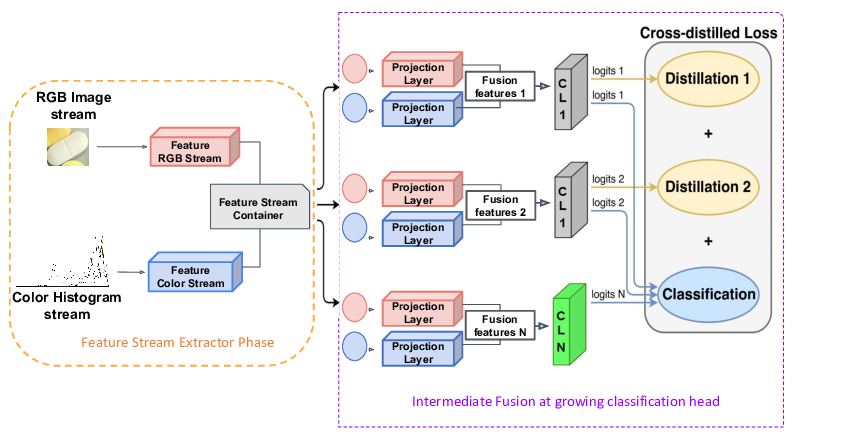 RGB Image
stream
Feature
RGB Stream
Feature Stream
Container
Feature
Color Stream
Color Histogram
stream
Feature Stream Extractor Phase
Projection
Layer
Projection
Layer
Fusion
features 1
C
L
1
logits 1
logits 1
Projection
Layer
Projection
Layer
Fusion
features 2
C
L
1
logits 2
logits 2
Projection
Layer
Projection
Layer
Fusion
features N
C
L
N
logits N
Cross-distilled Loss
Distillation 1
+
Distillation 2
+
Classification
Intermediate Fusion at growing classification head